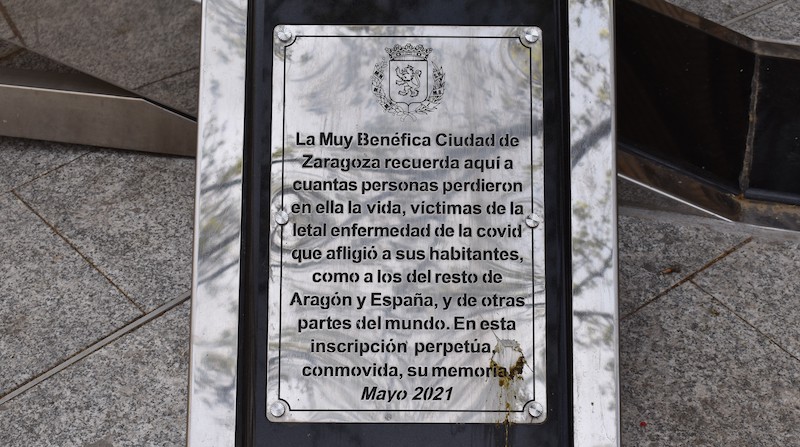 La Muy Benéfica Ciudad de
Zaragoza recuerda aquí a
cuantas personas perdieron
en ella la vida, víctimas de la
letal enfermedad de la covid
que afligió a sus habitantes,
como a los del resto de
Aragón y España, y de otras
partes del mundo. En esta
inscripción perpetúa,
conmovida, su memoria.
Mayo 2021